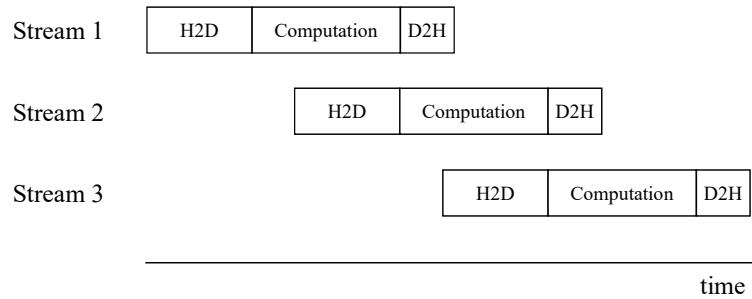 Stream 1 H2D Computation D2H
Stream 2 H2D Computation D2H
Stream 3 H2D Computation D2H
time